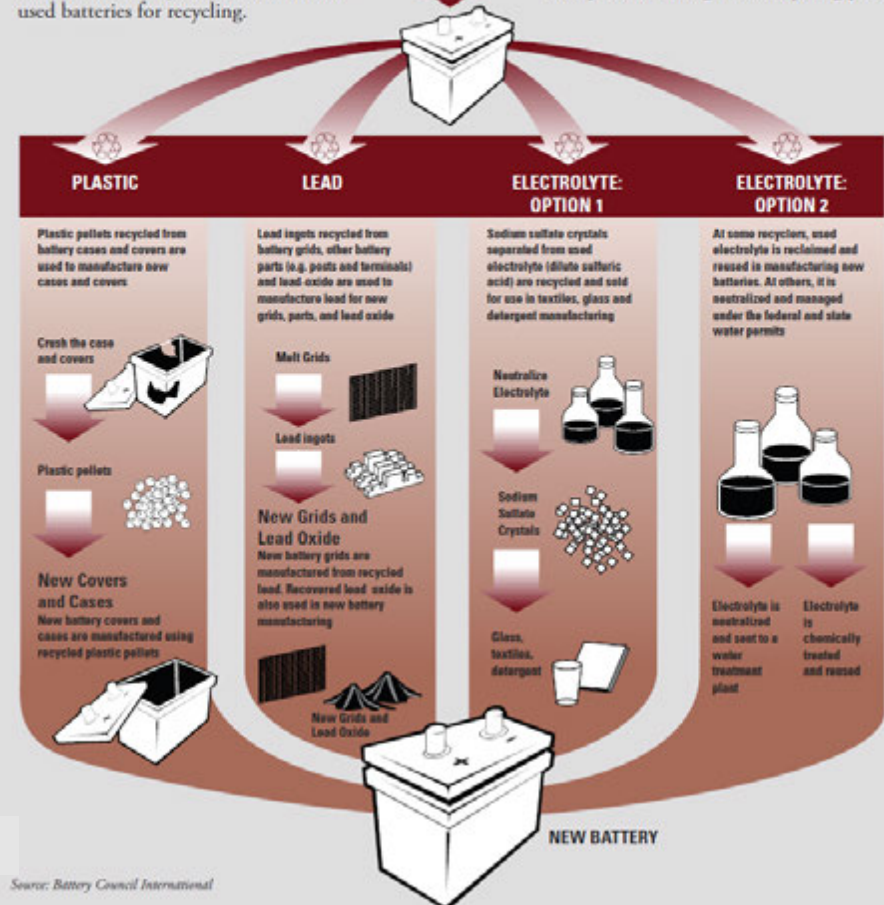 used batteries for recycling.
PLASTIC
Plastic pellets recycled from
battery cases and covers are
used to manufacture new
cases and covers
Crush the case
and covers
Plastic pellets
New Covers
and Cases
New battery covers and
cases are manufactured using
recycled plastic pellets
LEAD
Lead ingots recycled from
battery grids, other battery
parts (e.g. posts and terminals)
and lead oxide are used to
manufacture lead for new
grids, parts, and lead oxide
Melt Grids
Lead ingots
New Grids and
Lead Oxide
New battery grids are
manufactured from recycled
lead. Recovered lead oxide is
also used in new battery
manufacturing
New Grids and
Lead Oxide
ELECTROLYTE:
OPTION 1
Sodium sulfate crystals
separated from used
electrolyte (dilute sulfuric
acid) are recycled and sold
for use in textiles, glass and
detergent manufacturing
Neutralize
Electrolyte
Sodium
Sulfate
Crystals
Glass,
textiles,
detergent
ELECTROLYTE:
OPTION 2
At some recyclers, used
electrolyte is reclaimed and
reused in manufacturing new
batteries. At others, it is
neutralized and managed
under the federal and state
water permits
Electrolyte is
neutralized
and sent to a
water
treatment
plant
Electrolyte
is
chemically
treated
and reused
NEW BATTERY
Source: Battery Council International